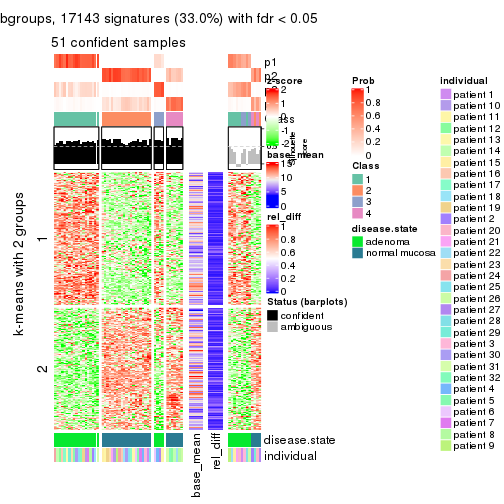 bgroups, 17143 signatures (33.0%) with fdr < 0.05
51 confident samples
p1
p2
z-score
2
1
-1
-2
base_mean
15
10
5
0
rel_diff
1
0.8
0.6
0.4
0.2
0
Status (barplots)
confident
ambiguous
Prob
1
0.8
0.6
0.4
0.2
0
Class
1
2
3
4
disease.state
adenoma
normal mucosa
individual
patient 1
patient 10
patient 11
patient 12
patient 13
patient 14
patient 15
patient 16
patient 17
patient 18
patient 19
patient 2
patient 20
patient 21
patient 22
patient 23
patient 24
patient 25
patient 26
patient 27
patient 28
patient 29
patient 3
patient 30
patient 31
patient 32
patient 4
patient 5
patient 6
patient 7
patient 8
patient 9
k-means with 2 groups
1
2
disease.state
individual
base_mean
rel_diff